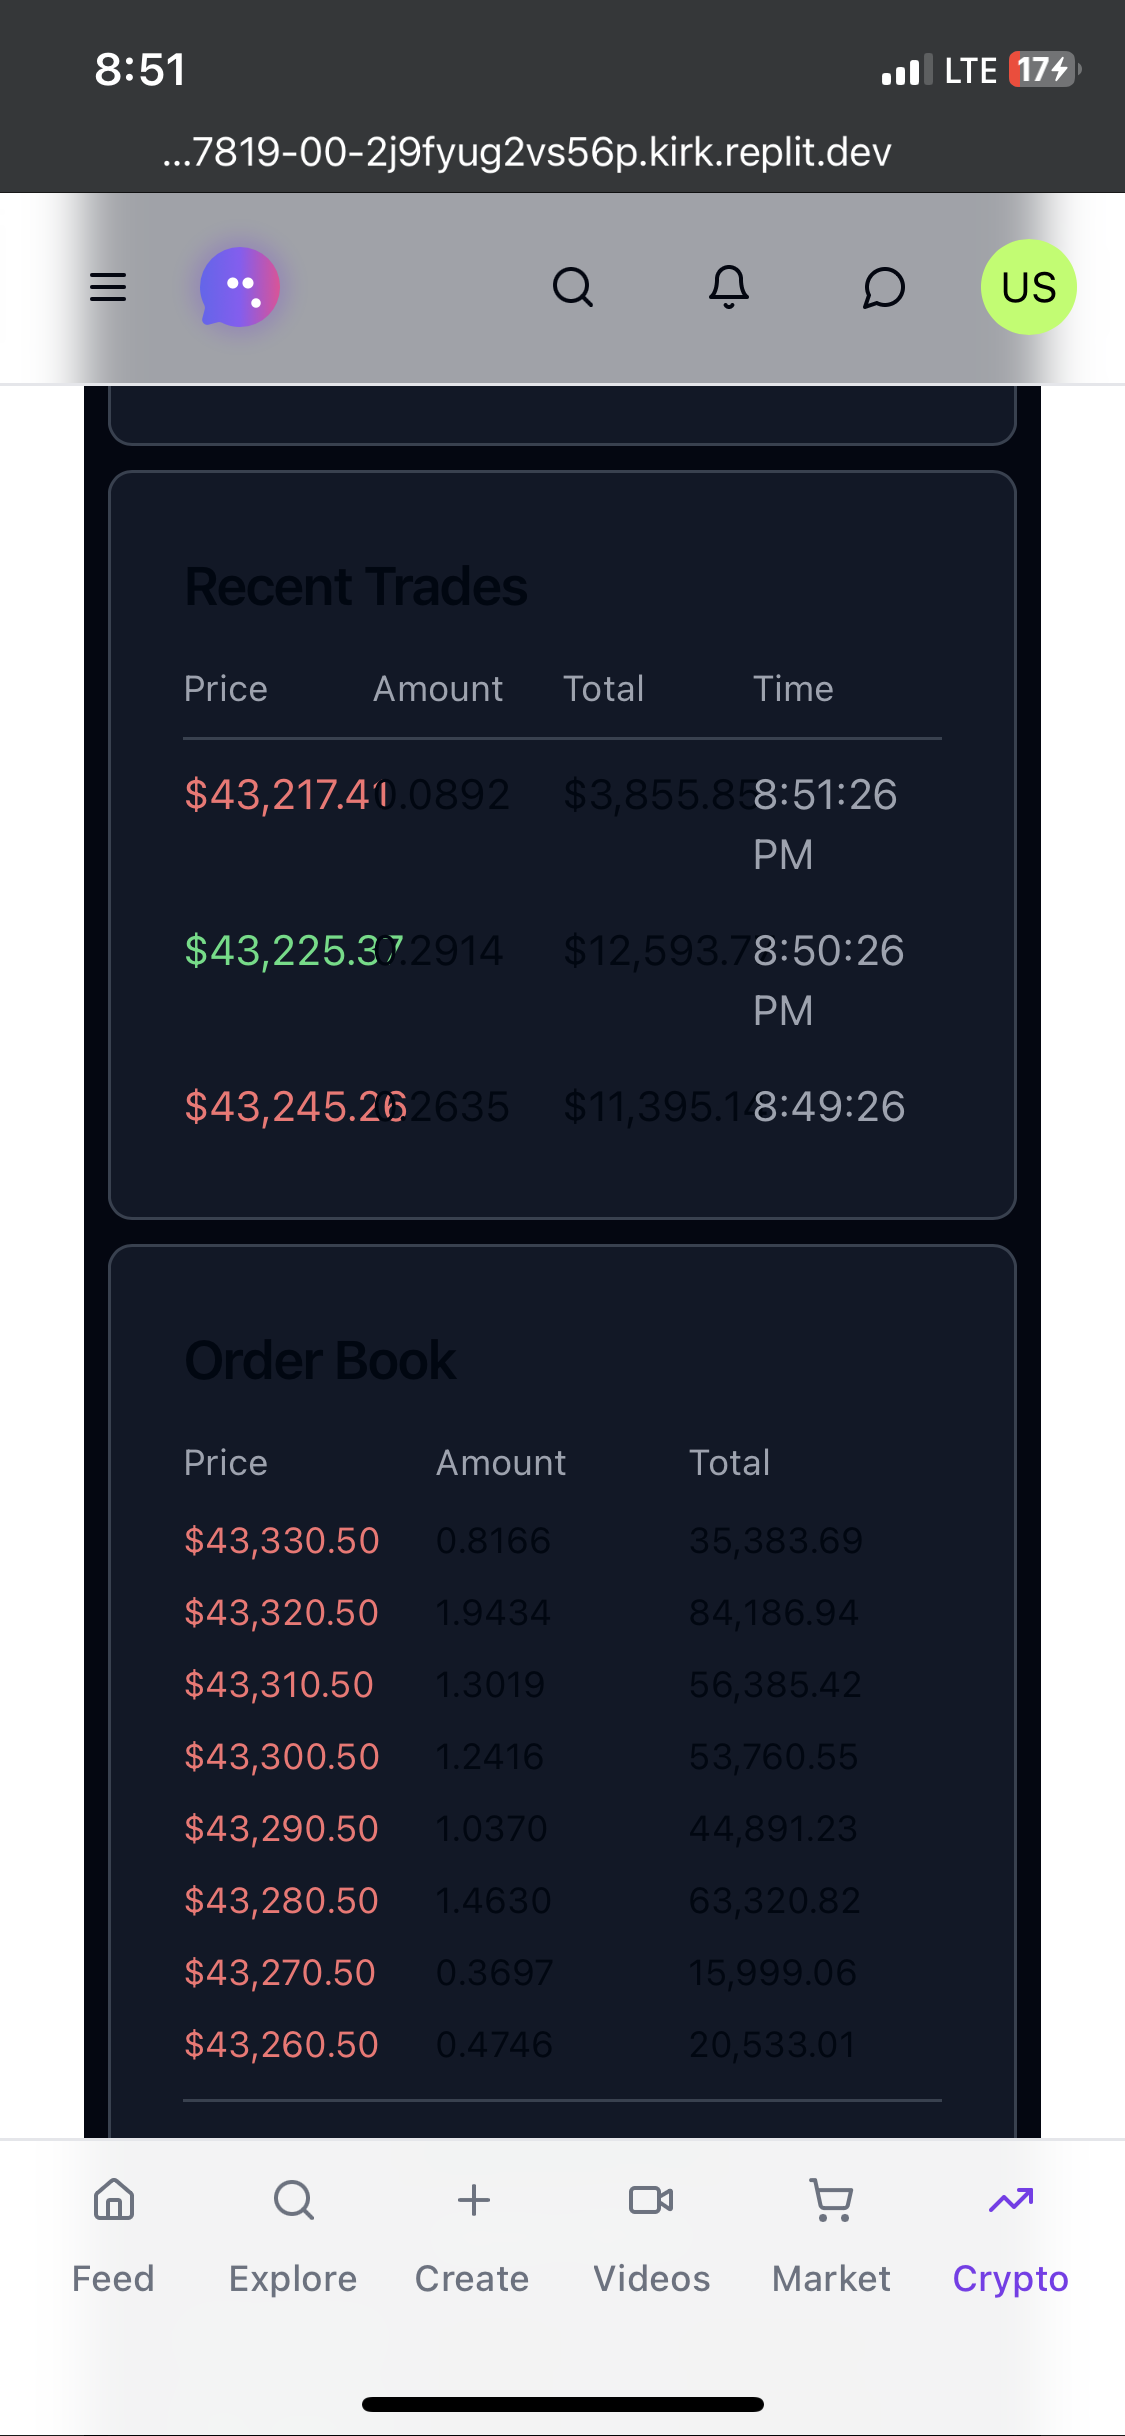 8:51 LTE 17
...7819-00-2j9fyug2vs56p.kirk.replit.dev
US
Recent Trades
Price Amount Total Time
$43,217.41 0.0892 $3,855.85 8:51:26
PM
$43,225.37 0.2914 $12,593.7 8:50:26
PM
$43,245.26 0.2635 $11,395.14 8:49:26
Order Book
Price Amount Total
$43,330.50 0.8166 35,383.69
$43,320.50 1.9434 84,186.94
$43,310.50 1.3019 56,385.42
$43,300.50 1.2416 53,760.55
$43,290.50 1.0370 44,891.23
$43,280.50 1.4630 63,320.82
$43,270.50 0.3697 15,999.06
$43,260.50 0.4746 20,533.01
Feed Explore Create Videos Market Crypto